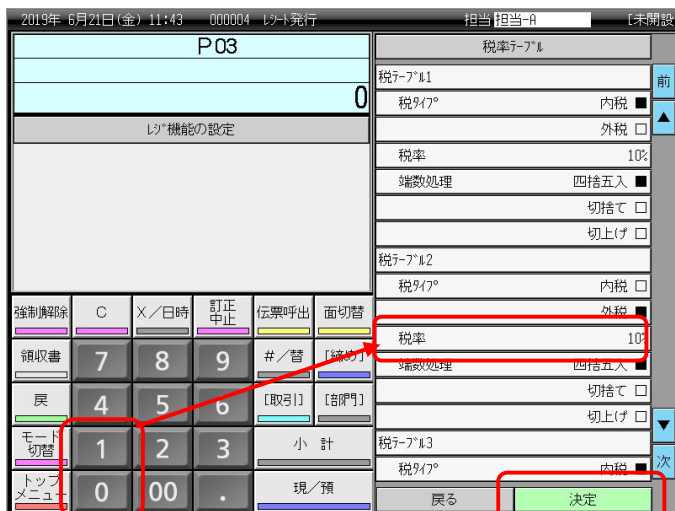 2019年 6月21日(金) 11:43 000004 レシート発行 担当 担当-A [未開設
P03
0
レジ機能の設定
強制解除 C X/日時 訂正中止 伝票呼出 面切替
領収書 7 8 9 #/替 [締め]
戻 4 5 6 [取引] [部門]
モード切替 1 2 3 小 計
トップメニュー 0 00 . 現/預
税率テーブル
税テーブル1
税タイプ 内税 ■
外税 □
税率 10%
端数処理 四捨五入 ■
切捨て □
切上げ □
税テーブル2
税タイプ 内税 □
外税 ■
税率 10%
端数処理 四捨五入 ■
切捨て □
切上げ □
税テーブル3
税タイプ 内税 ■
戻る 決定
前
▲
▼
次